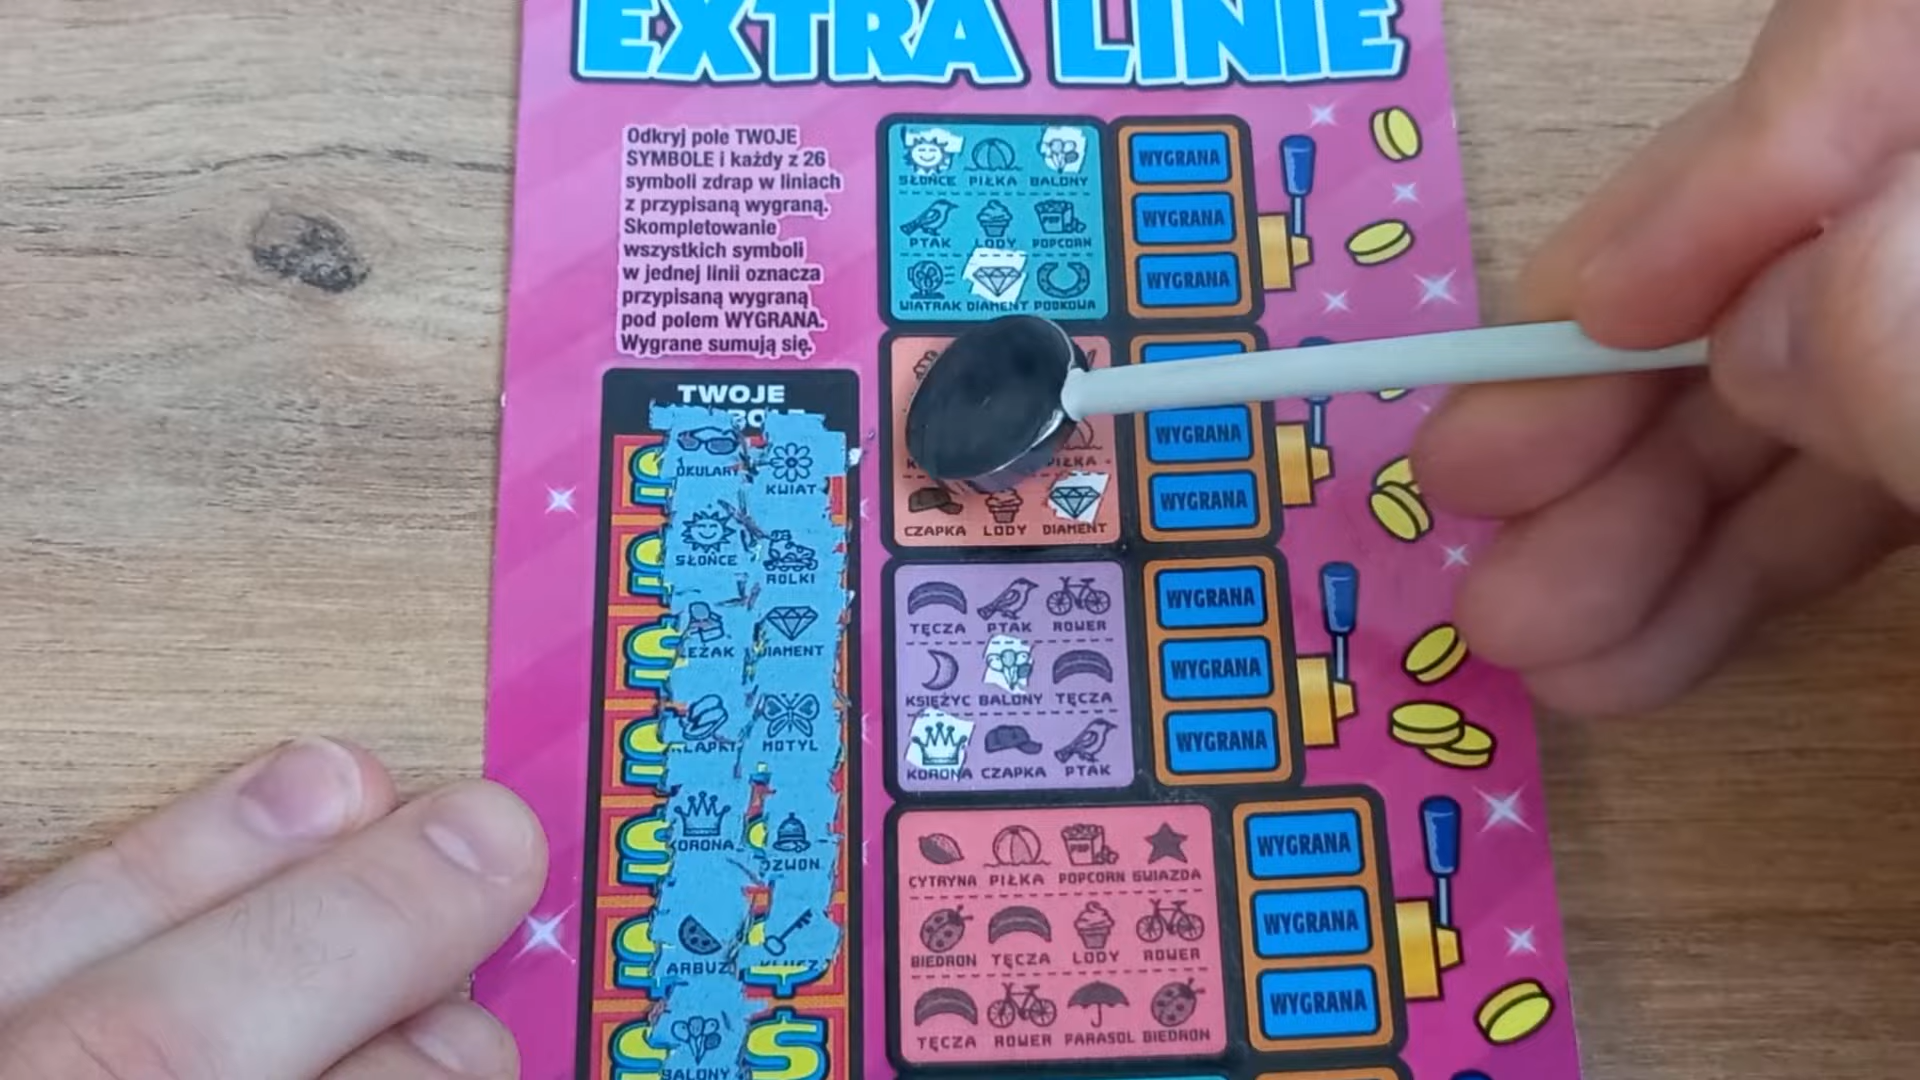 EXTRA LINIE
Odkryj pole TWOJE
SYMBOLE i każdy z 26
symboli zdrap w liniach
z przypisaną wygraną.
Skompletowanie
wszystkich symboli
w jednej linii oznacza
przypisaną wygraną
pod polem WYGRANA.
Wygrane sumują się.
TWOJE
OKULARY
KWIAT
SŁOŃCE
ROLKI
LEŻAK
DIAMENT
KLAPKI
MOTYL
KORONA
DZWON
ARBUZ
KLUCZ
BALONY
SŁOŃCE PIŁKA BALONY
PTAK LODY POPCORN
WIATRAK DIAMENT PODKOWA
WYGRANA
WYGRANA
WYGRANA
PIŁKA
CZAPKA LODY DIAMENT
WYGRANA
WYGRANA
TĘCZA PTAK ROWER
KSIĘŻYC BALONY TĘCZA
KORONA CZAPKA PTAK
WYGRANA
WYGRANA
WYGRANA
CYTRYNA PIŁKA POPCORN GWIAZDA
BIEDRON TĘCZA LODY ROWER
TĘCZA ROWER PARASOL BIEDRON
WYGRANA
WYGRANA
WYGRANA